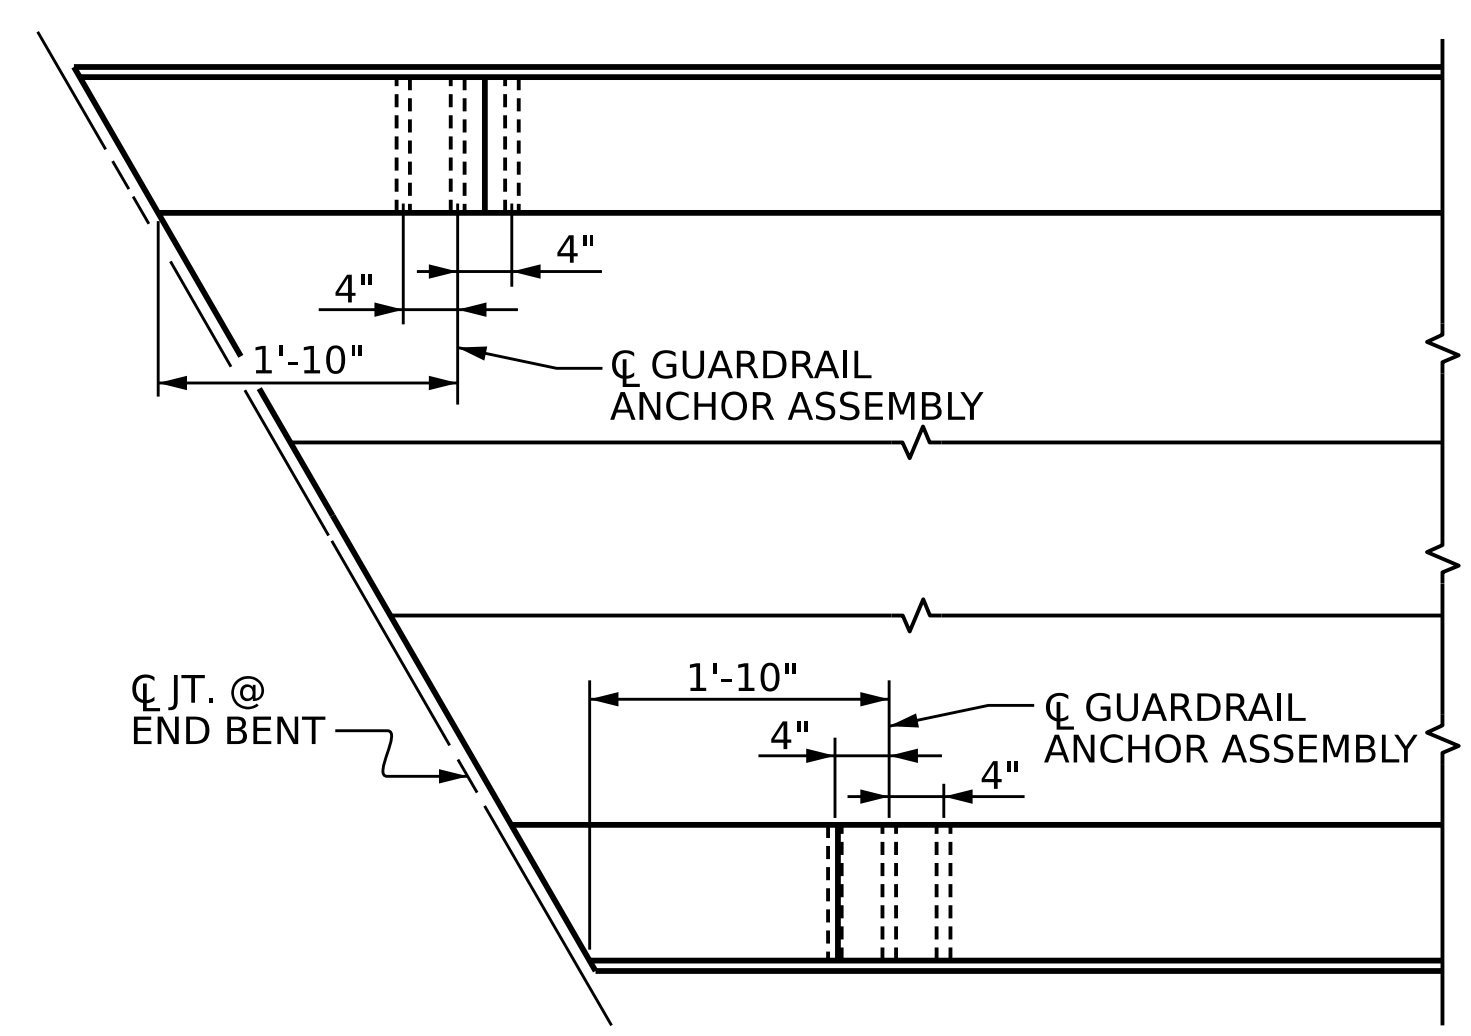 4"
4"
1'-10"
℄ GUARDRAIL
ANCHOR ASSEMBLY
℄ JT. @
END BENT
1'-10"
℄ GUARDRAIL
ANCHOR ASSEMBLY
4"
4"